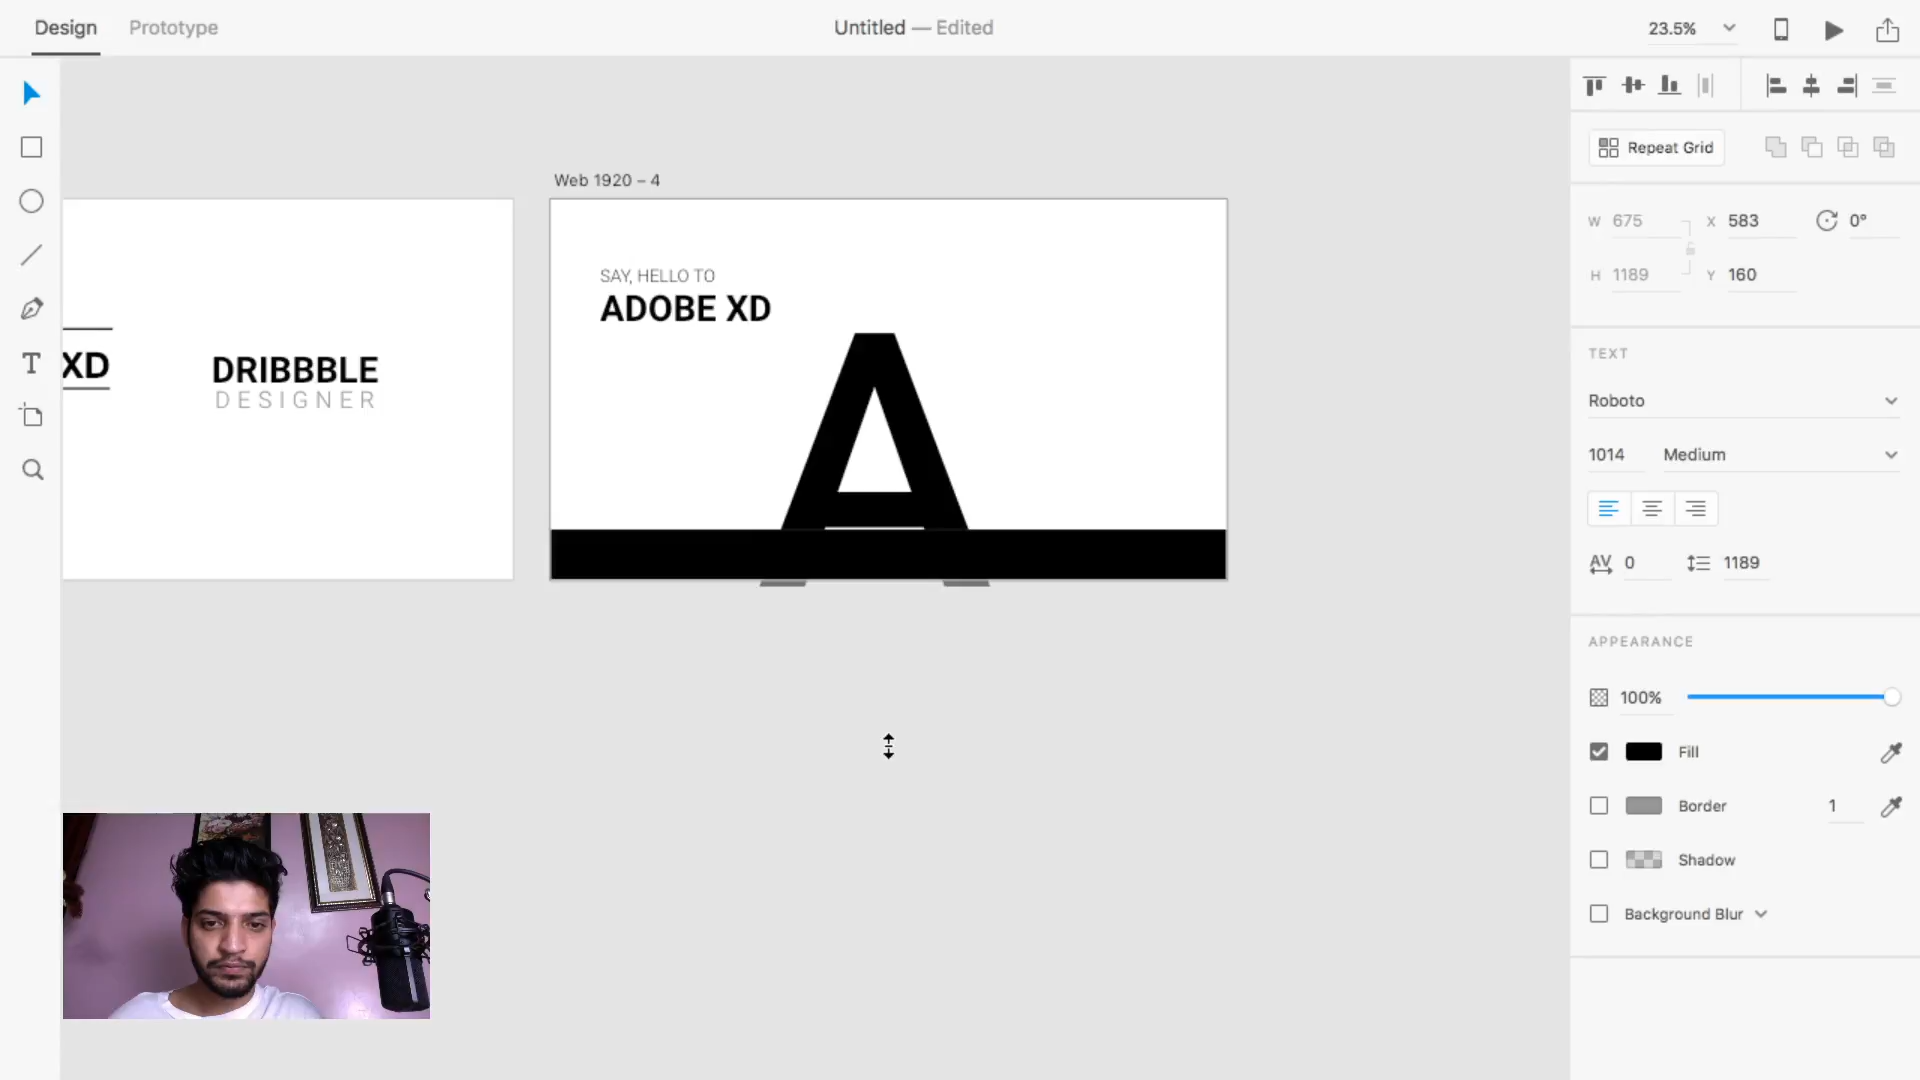 Design
Prototype
Untitled — Edited
23.5%
Repeat Grid
W 675
X 583
0°
H 1189
Y 160
TEXT
Roboto
1014
Medium
AV 0
1189
APPEARANCE
100%
Fill
Border
1
Shadow
Background Blur
T
XD
DRIBBBLE
DESIGNER
Web 1920 – 4
SAY, HELLO TO
ADOBE XD
A